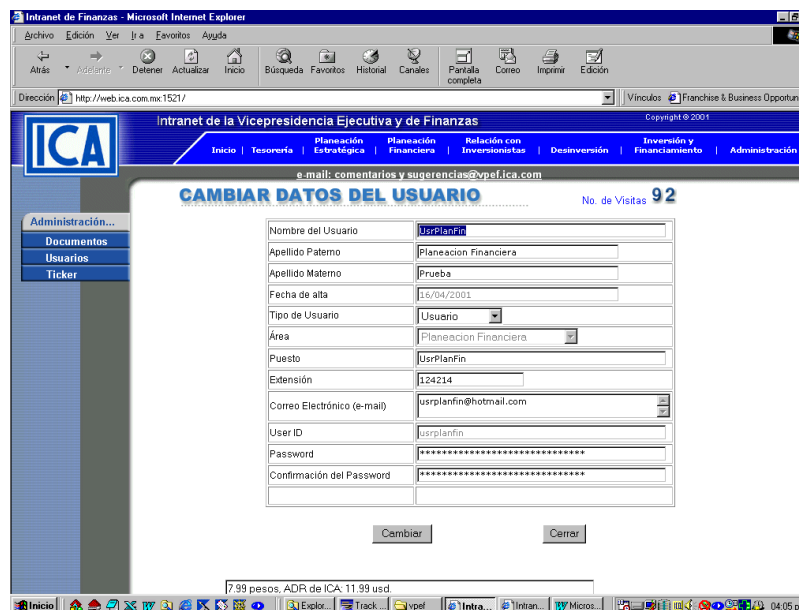 Intranet de Finanzas - Microsoft Internet Explorer
Archivo Edición Ver Ir a Favoritos Ayuda
Atrás Adelante Detener Actualizar Inicio Búsqueda Favoritos Historial Canales Pantalla completa Correo Imprimir Edición
Dirección http://web.ica.com.mx:1521/ Vínculos Franchise & Business Opportun
ICA
Intranet de la Vicepresidencia Ejecutiva y de Finanzas Copyright © 2001
Inicio | Tesorería | Planeación Estratégica | Planeación Financiera | Relación con Inversionistas | Desinversión | Inversión y Financiamiento | Administración
e-mail: comentarios y sugerencias@vpef.ica.com
CAMBIAR DATOS DEL USUARIO No. de Visitas 92
Administración...
Documentos
Usuarios
Ticker
Nombre del Usuario UsrPlanFin
Apellido Paterno Planeacion Financiera
Apellido Materno Prueba
Fecha de alta 16/04/2001
Tipo de Usuario Usuario
Área Planeacion Financiera
Puesto UsrPlanFin
Extensión 124214
Correo Electrónico (e-mail) usrplanfin@hotmail.com
User ID usrplanfin
Password ******************************
Confirmación del Password ******************************
Cambiar Cerrar
7.99 pesos, ADR de ICA: 11.99 usd.
Inicio Explor... Track ... vpef Intra... Intran... Micros... 04:05 p